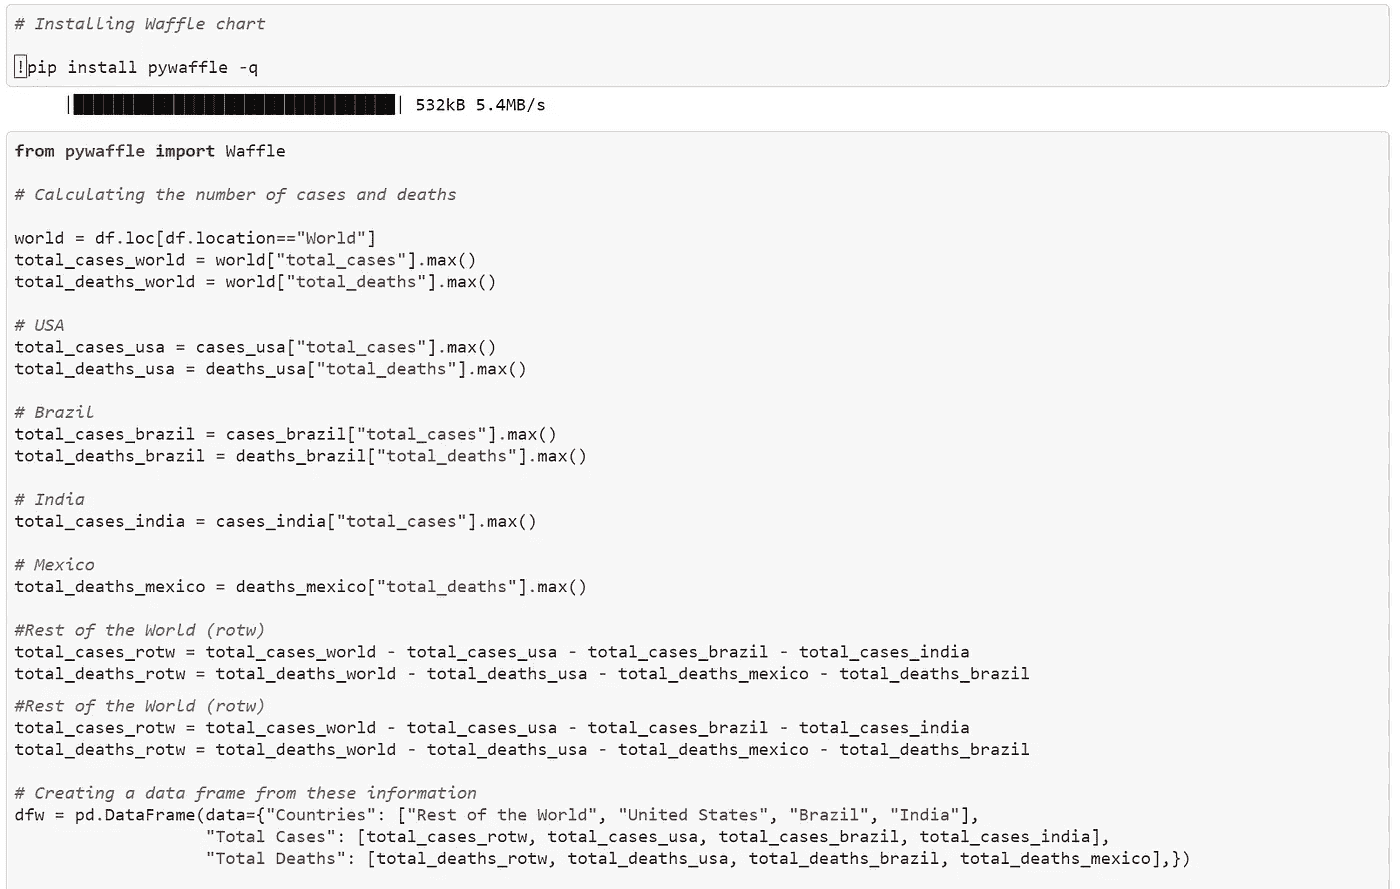 # Installing Waffle chart
!pip install pywaffle -q
532kB 5.4MB/s
from pywaffle import Waffle
# Calculating the number of cases and deaths
world = df.loc[df.location=="World"]
total_cases_world = world["total_cases"].max()
total_deaths_world = world["total_deaths"].max()
# USA
total_cases_usa = cases_usa["total_cases"].max()
total_deaths_usa = deaths_usa["total_deaths"].max()
# Brazil
total_cases_brazil = cases_brazil["total_cases"].max()
total_deaths_brazil = deaths_brazil["total_deaths"].max()
# India
total_cases_india = cases_india["total_cases"].max()
# Mexico
total_deaths_mexico = deaths_mexico["total_deaths"].max()
#Rest of the World (rotw)
total_cases_rotw = total_cases_world - total_cases_usa - total_cases_brazil - total_cases_india
total_deaths_rotw = total_deaths_world - total_deaths_usa - total_deaths_mexico - total_deaths_brazil
#Rest of the World (rotw)
total_cases_rotw = total_cases_world - total_cases_usa - total_cases_brazil - total_cases_india
total_deaths_rotw = total_deaths_world - total_deaths_usa - total_deaths_mexico - total_deaths_brazil
# Creating a data frame from these information
dfw = pd.DataFrame(data={"Countries": ["Rest of the World", "United States", "Brazil", "India"],
"Total Cases": [total_cases_rotw, total_cases_usa, total_cases_brazil, total_cases_india],
"Total Deaths": [total_deaths_rotw, total_deaths_usa, total_deaths_brazil, total_deaths_mexico],})